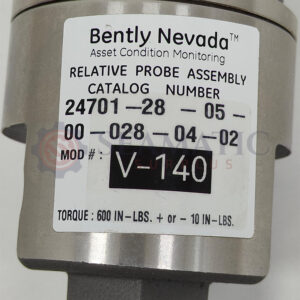 Bently Nevada™
Asset Condition Monitoring
RELATIVE PROBE ASSEMBLY
CATALOG NUMBER
24701-28-05-
00-028-04-02
MOD #: V-140
TORQUE: 600 IN-LBS. + or - 10 IN-LBS.